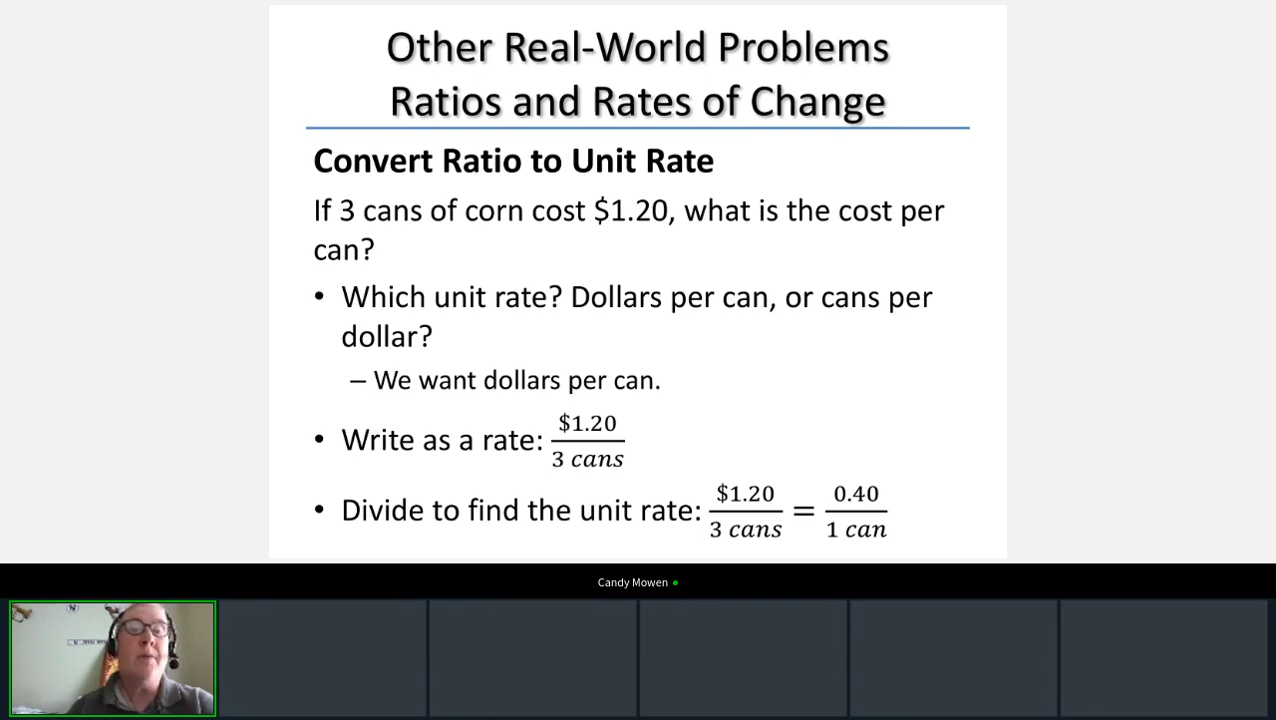 Other Real-World Problems
Ratios and Rates of Change
Convert Ratio to Unit Rate
If 3 cans of corn cost $1.20, what is the cost per
can?
• Which unit rate? Dollars per can, or cans per
dollar?
– We want dollars per can.
• Write as a rate: $1.20/3 cans
• Divide to find the unit rate: $1.20/3 cans = 0.40/1 can
Candy Mowen